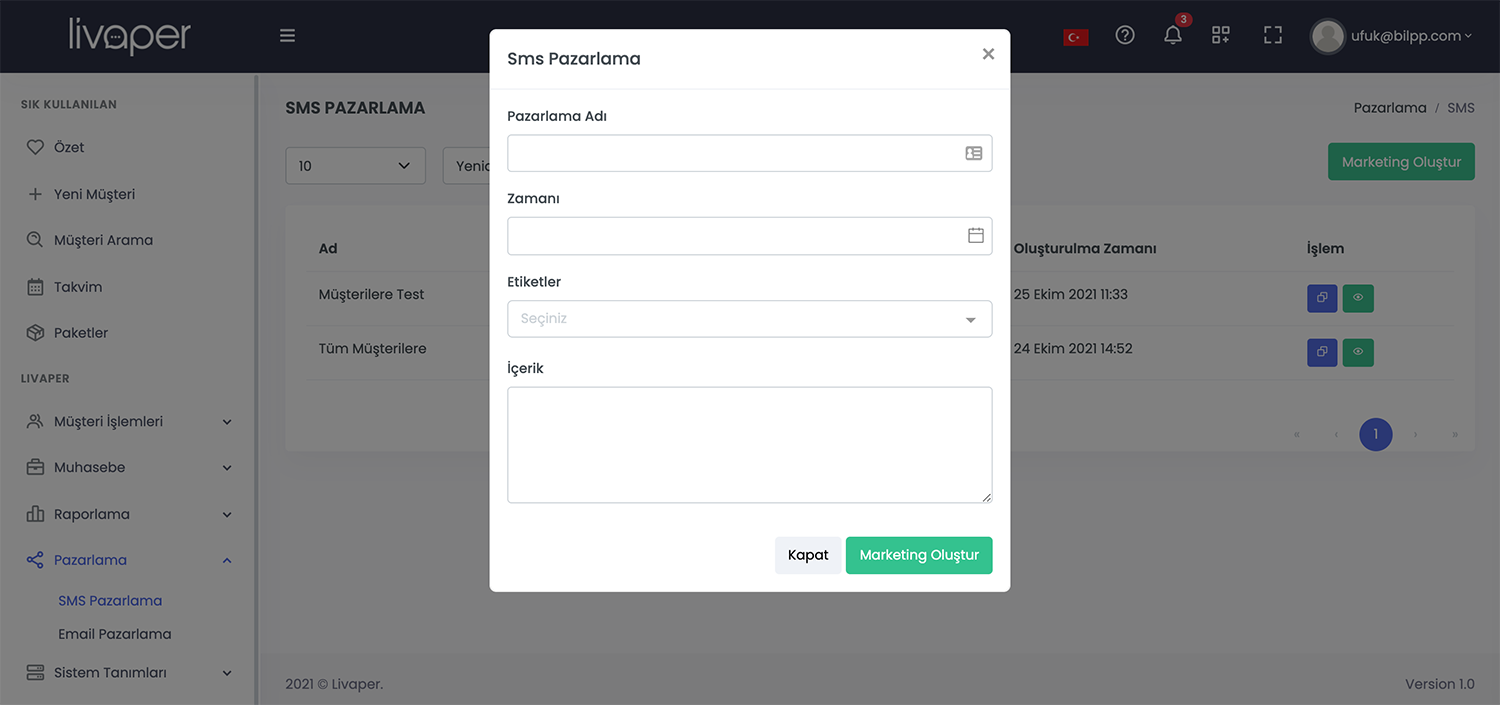 livaper
3
ufuk@bilpp.com
SIK KULLANILAN
Özet
Yeni Müşteri
Müşteri Arama
Takvim
Paketler
LIVAPER
Müşteri İşlemleri
Muhasebe
Raporlama
Pazarlama
SMS Pazarlama
Email Pazarlama
Sistem Tanımları
SMS PAZARLAMA
Pazarlama / SMS
10
Marketing Oluştur
Ad
Oluşturulma Zamanı
İşlem
Müşterilere Test
25 Ekim 2021 11:33
Tüm Müşterilere
24 Ekim 2021 14:52
« ‹ 1 › »
Sms Pazarlama
×
Pazarlama Adı
Zamanı
Etiketler
Seçiniz
İçerik
Kapat
Marketing Oluştur
2021 © Livaper.
Version 1.0